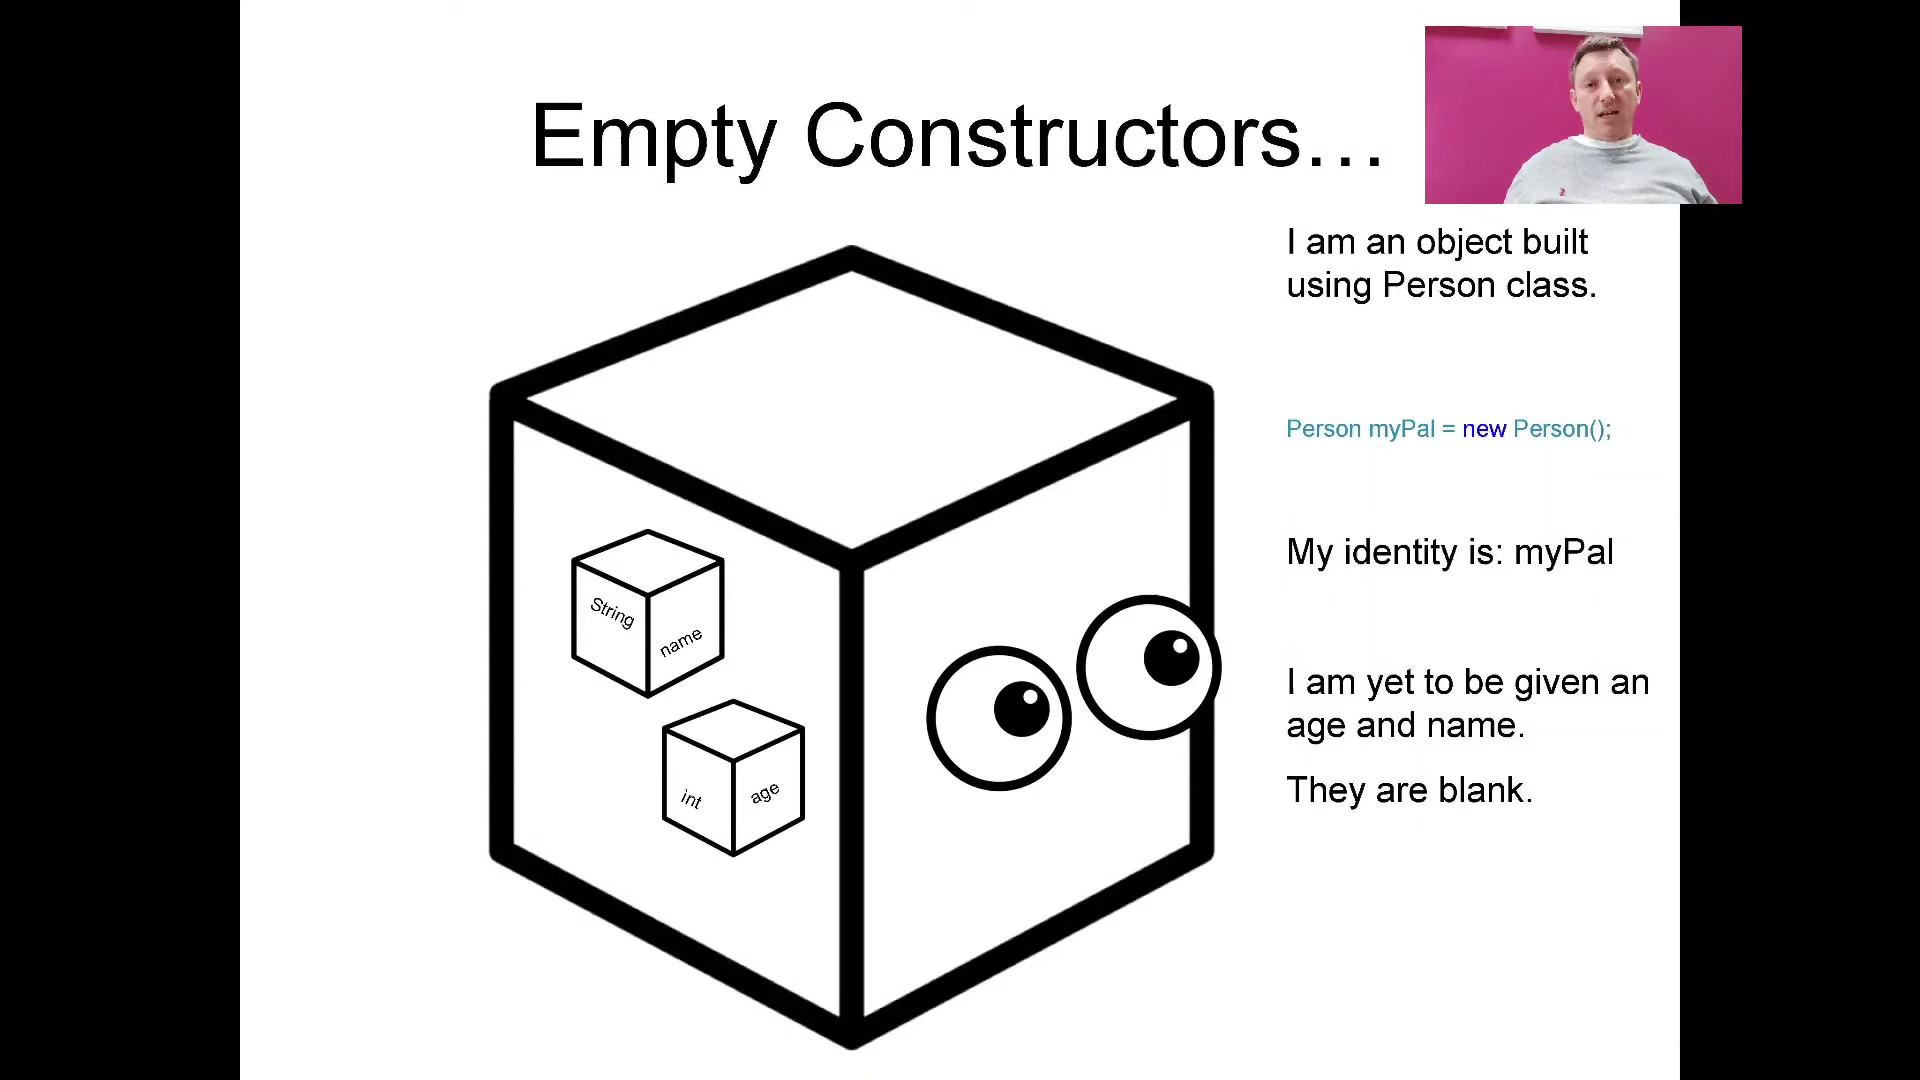 Empty Constructors…
I am an object built
using Person class.
Person myPal = new Person();
My identity is: myPal
I am yet to be given an
age and name.
They are blank.
String
name
int
age